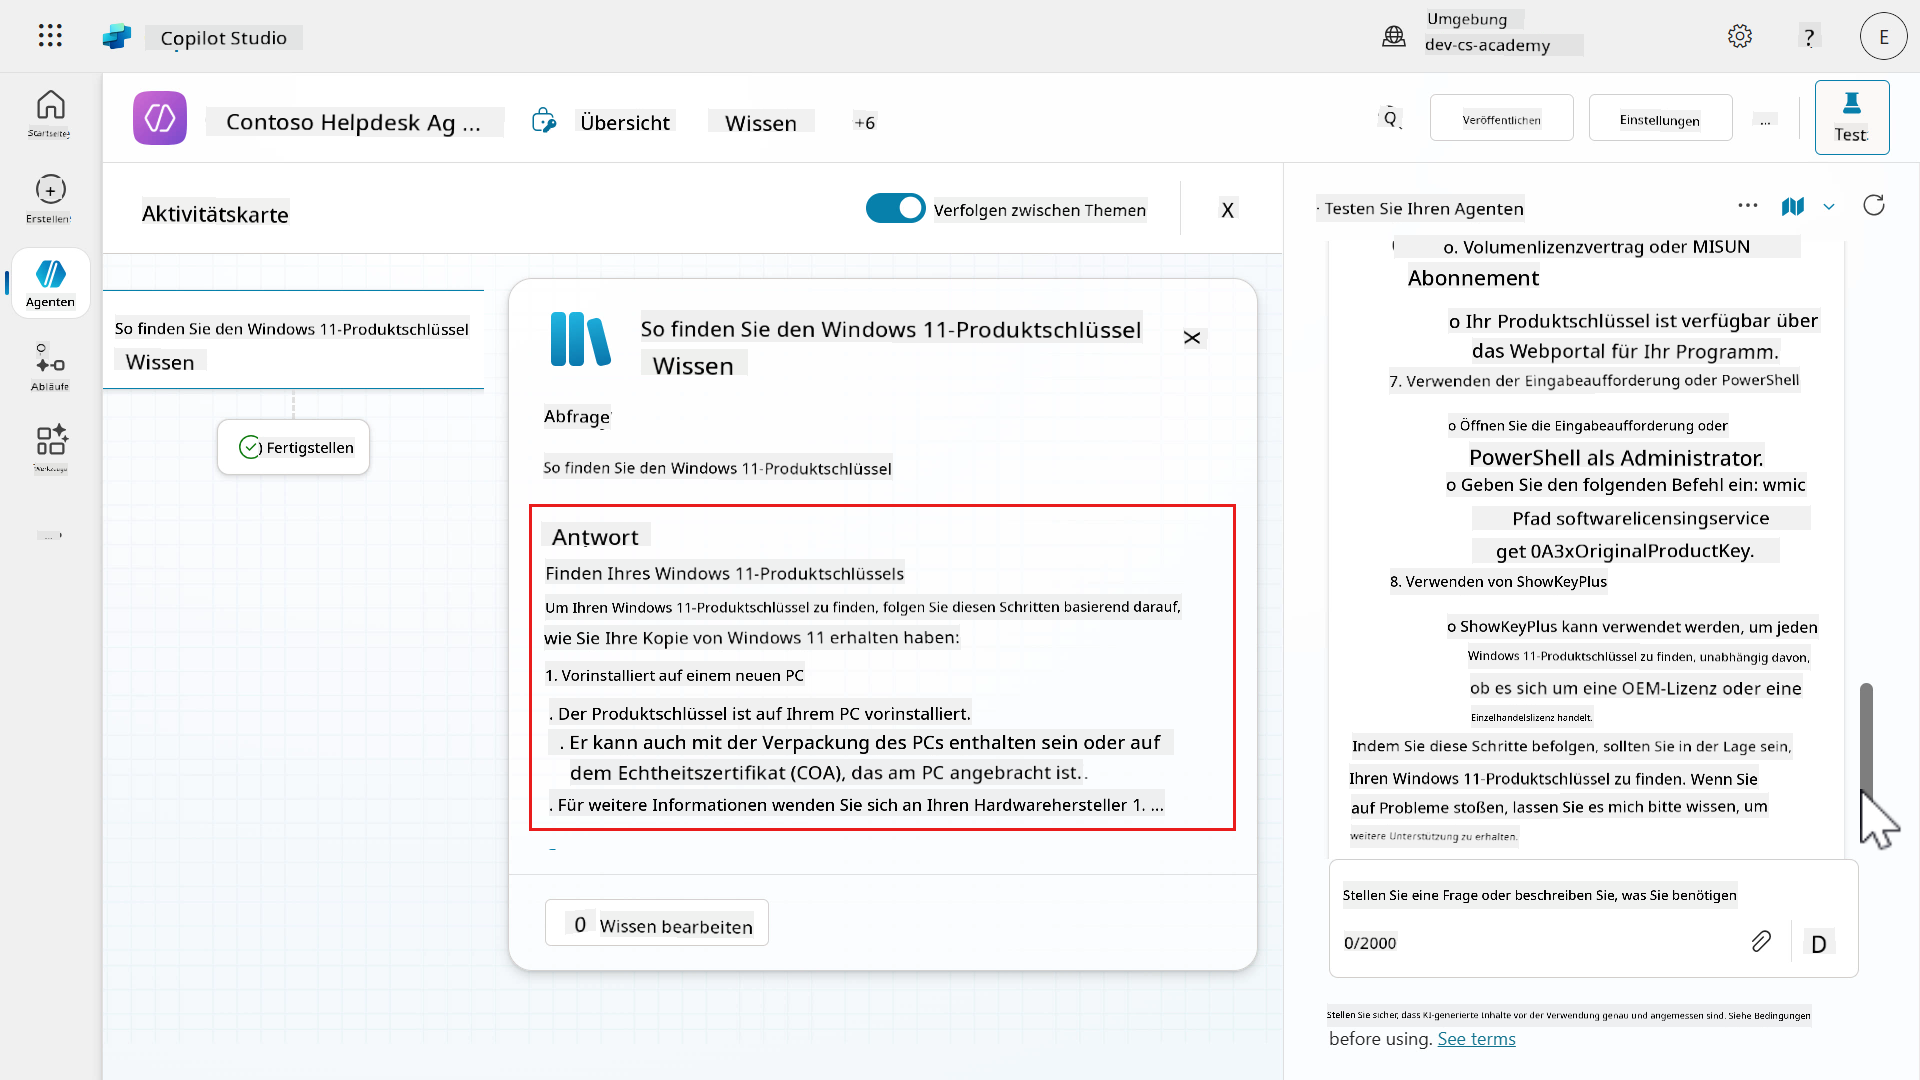 Copilot Studio
Umgebung
dev-cs-academy
?
E
Startseite
Erstellen
Agenten
Abläufe
Werkzeuge
...
Contoso Helpdesk Ag ...
Übersicht
Wissen
+6
Veröffentlichen
Einstellungen
...
Test
Aktivitätskarte
Verfolgen zwischen Themen
X
So finden Sie den Windows 11-Produktschlüssel
Wissen
Fertigstellen
So finden Sie den Windows 11-Produktschlüssel
Wissen
Abfrage
So finden Sie den Windows 11-Produktschlüssel
Antwort
Finden Ihres Windows 11-Produktschlüssels
Um Ihren Windows 11-Produktschlüssel zu finden, folgen Sie diesen Schritten basierend darauf,
wie Sie Ihre Kopie von Windows 11 erhalten haben:
1. Vorinstalliert auf einem neuen PC
. Der Produktschlüssel ist auf Ihrem PC vorinstalliert.
. Er kann auch mit der Verpackung des PCs enthalten sein oder auf
dem Echtheitszertifikat (COA), das am PC angebracht ist..
. Für weitere Informationen wenden Sie sich an Ihren Hardwarehersteller 1. ...
0 Wissen bearbeiten
Testen Sie Ihren Agenten
o. Volumenlizenzvertrag oder MISUN
Abonnement
o Ihr Produktschlüssel ist verfügbar über
das Webportal für Ihr Programm.
7. Verwenden der Eingabeaufforderung oder PowerShell
o Öffnen Sie die Eingabeaufforderung oder
PowerShell als Administrator.
o Geben Sie den folgenden Befehl ein: wmic
Pfad softwarelicensingservice
get 0A3xOriginalProductKey.
8. Verwenden von ShowKeyPlus
o ShowKeyPlus kann verwendet werden, um jeden
Windows 11-Produktschlüssel zu finden, unabhängig davon,
ob es sich um eine OEM-Lizenz oder eine
Einzelhandelslizenz handelt.
Indem Sie diese Schritte befolgen, sollten Sie in der Lage sein,
Ihren Windows 11-Produktschlüssel zu finden. Wenn Sie
auf Probleme stoßen, lassen Sie es mich bitte wissen, um
weitere Unterstützung zu erhalten.
Stellen Sie eine Frage oder beschreiben Sie, was Sie benötigen
0/2000
D
Stellen Sie sicher, dass KI-generierte Inhalte vor der Verwendung genau und angemessen sind. Siehe Bedingungen
before using. See terms